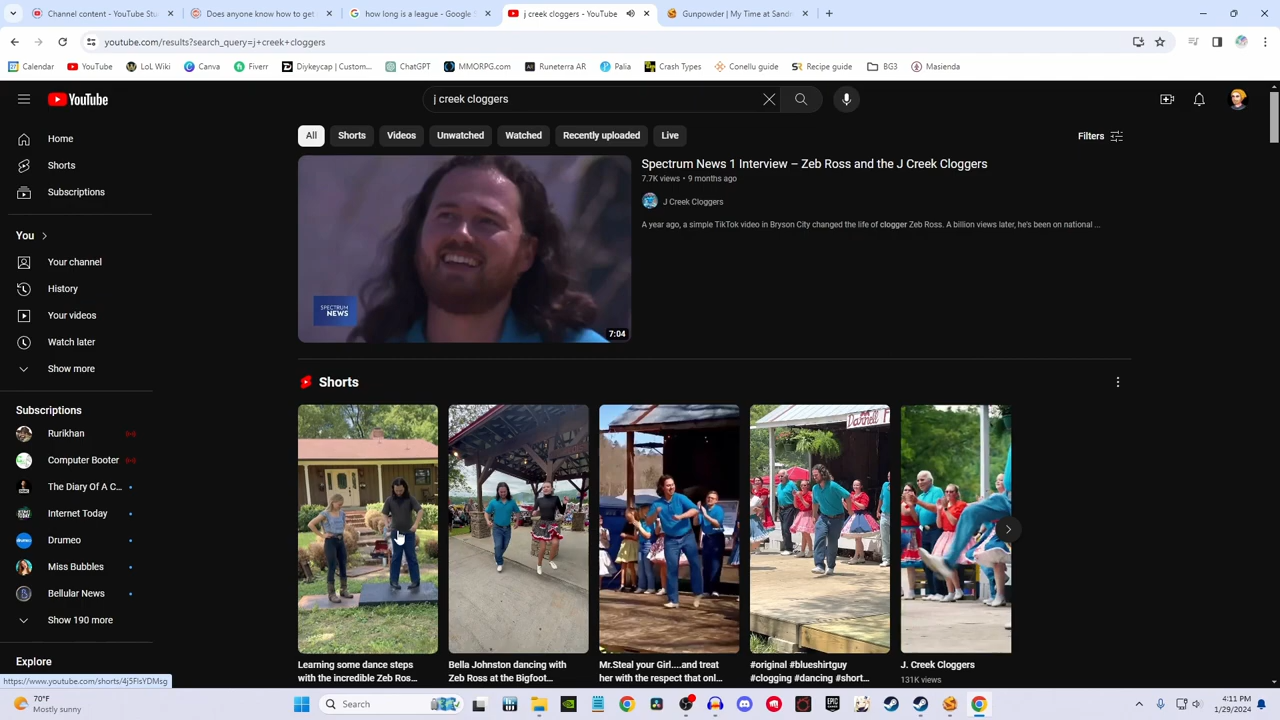 Channel content - YouTube Stu
Does anyone know how to get
how long is a league - Google S
j creek cloggers - YouTube
Gunpowder | My Time at Sand
youtube.com/results?search_query=j+creek+cloggers
Calendar
YouTube
LoL Wiki
Canva
Fiverr
Diykeycap | Custom...
ChatGPT
MMORPG.com
Runeterra AR
Palia
Crash Types
Conellu guide
Recipe guide
BG3
Masienda
YouTube
j creek cloggers
Home
Shorts
Subscriptions
You
Your channel
History
Your videos
Watch later
Show more
Subscriptions
Rurikhan
Computer Booter
The Diary Of A C...
Internet Today
Drumeo
Miss Bubbles
Bellular News
Show 190 more
Explore
All
Shorts
Videos
Unwatched
Watched
Recently uploaded
Live
Filters
SPECTRUM
NEWS
7:04
Spectrum News 1 Interview – Zeb Ross and the J Creek Cloggers
7.7K views • 9 months ago
J Creek Cloggers
A year ago, a simple TikTok video in Bryson City changed the life of clogger Zeb Ross. A billion views later, he's been on national ...
Shorts
Darnell F
Learning some dance steps
with the incredible Zeb Ros...
Bella Johnston dancing with
Zeb Ross at the Bigfoot...
Mr.Steal your Girl....and treat
her with the respect that onl...
#original #blueshirtguy
#clogging #dancing #short...
J. Creek Cloggers
131K views
https://www.youtube.com/shorts/4j5FlsYDMsg
70°F
Mostly sunny
Search
4:11 PM
1/29/2024